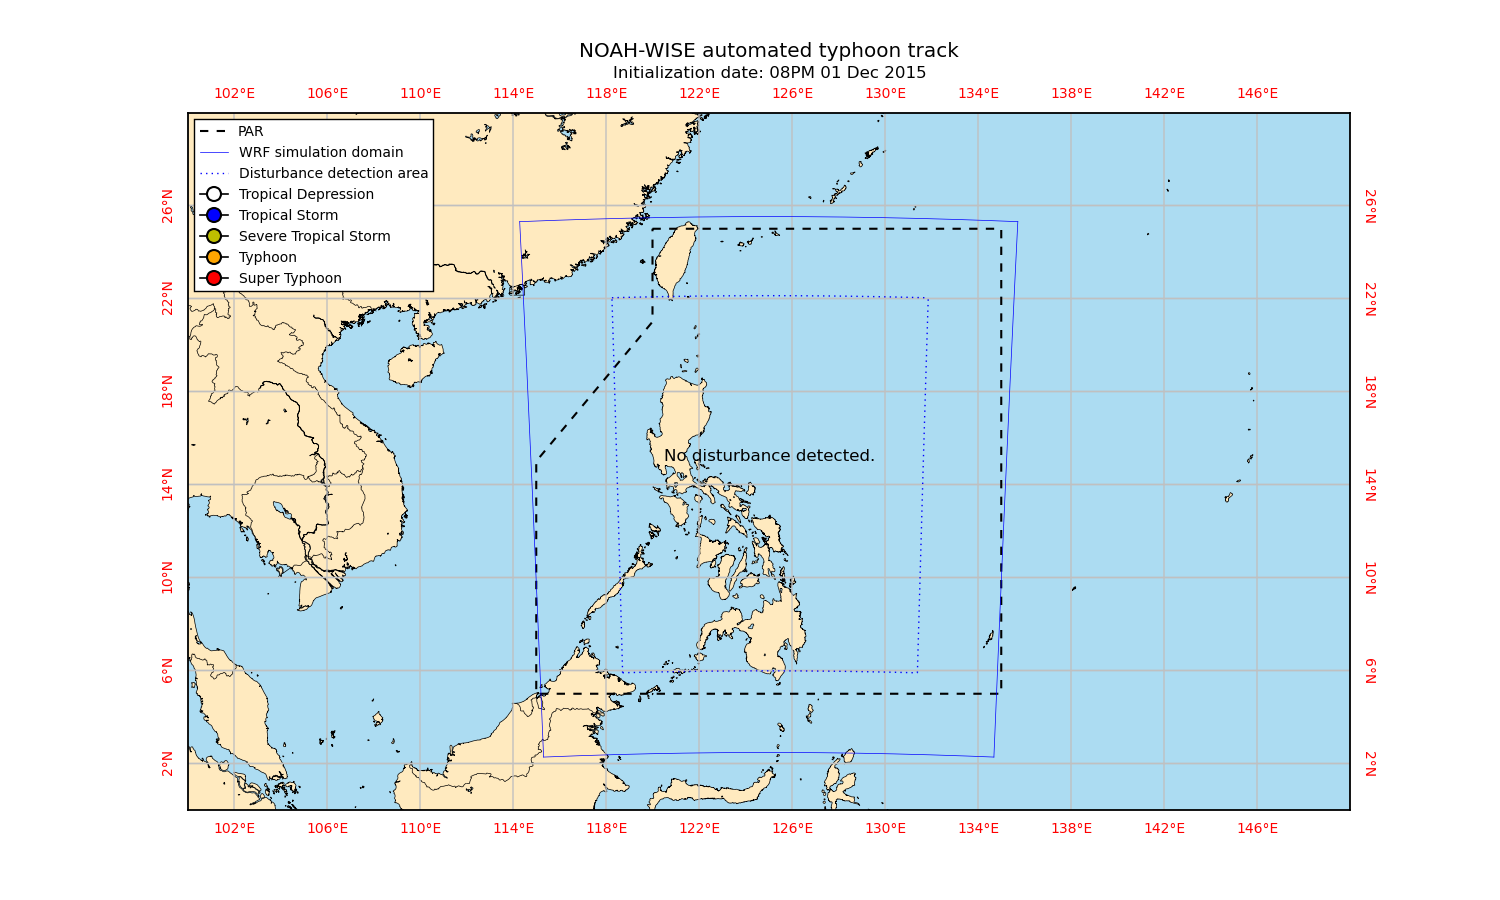 NOAH-WISE automated typhoon track
Initialization date: 08PM 01 Dec 2015
102°E 106°E 110°E 114°E 118°E 122°E 126°E 130°E 134°E 138°E 142°E 146°E
PAR
WRF simulation domain
Disturbance detection area
Tropical Depression
Tropical Storm
Severe Tropical Storm
Typhoon
Super Typhoon
26°N 26°N
22°N 22°N
18°N 18°N
No disturbance detected.
14°N 14°N
10°N 10°N
6°N 6°N
2°N 2°N
102°E 106°E 110°E 114°E 118°E 122°E 126°E 130°E 134°E 138°E 142°E 146°E